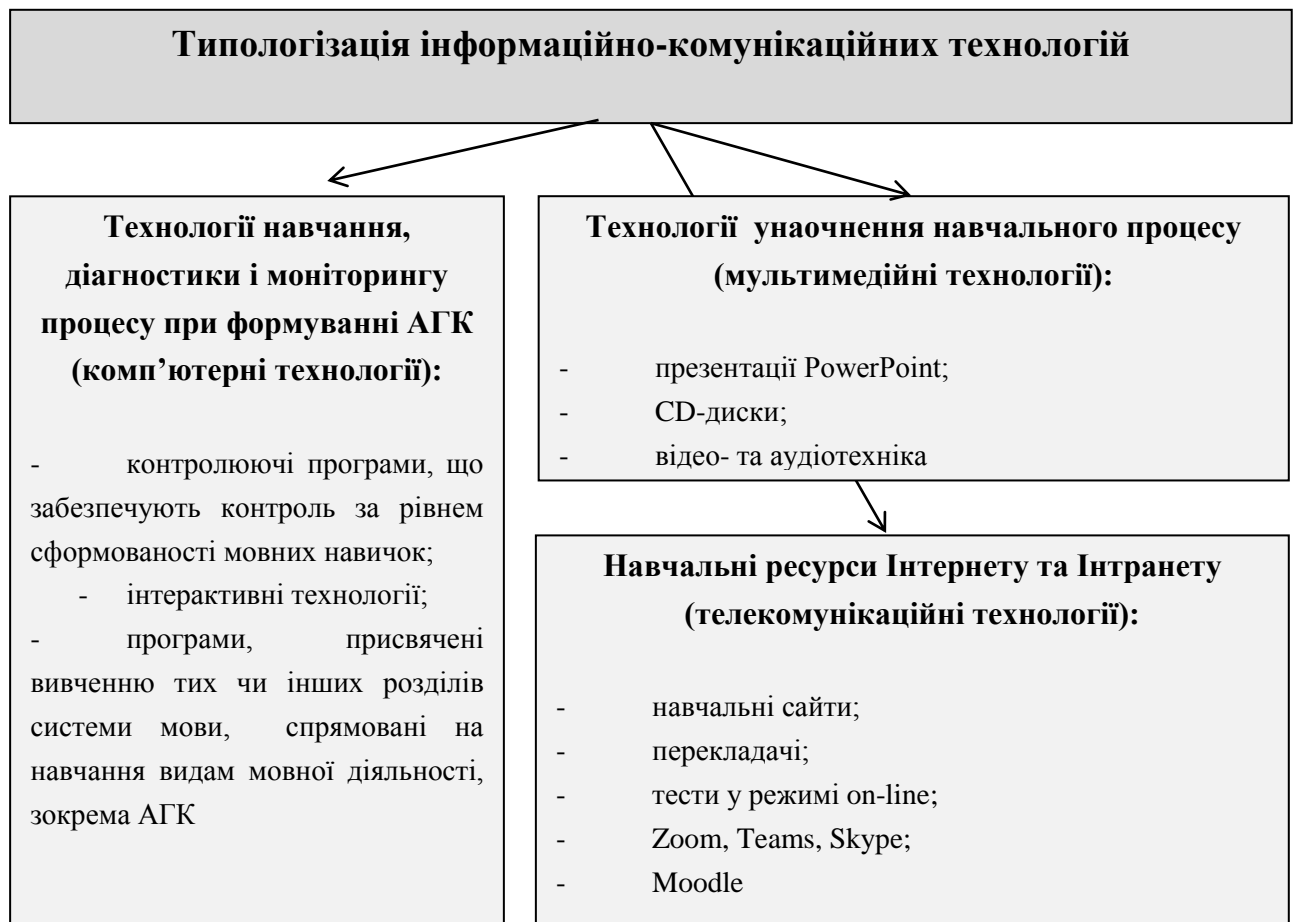 Типологізація інформаційно-комунікаційних технологій
Технології навчання,
діагностики і моніторингу
процесу при формуванні АГК
(комп’ютерні технології):
- контролюючі програми, що
забезпечують контроль за рівнем
сформованості мовних навичок;
- інтерактивні технології;
- програми, присвячені
вивченню тих чи інших розділів
системи мови, спрямовані на
навчання видам мовної діяльності,
зокрема АГК
Технології унаочнення навчального процесу
(мультимедійні технології):
- презентації PowerPoint;
- CD-диски;
- відео- та аудіотехніка
Навчальні ресурси Інтернету та Інтранету
(телекомунікаційні технології):
- навчальні сайти;
- перекладачі;
- тести у режимі on-line;
- Zoom, Teams, Skype;
- Moodle